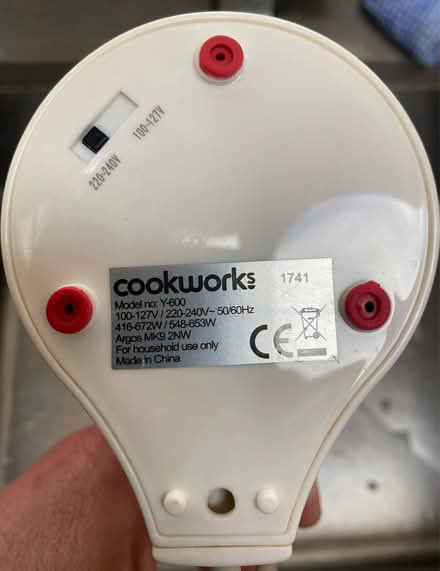 100-127V
220-240V
cookworks
1741
Model no: Y-600
100-127V / 220-240V~ 50/60Hz
416-672W / 548-653W
Argos MK9 2NW
For household use only
Made in China
CE